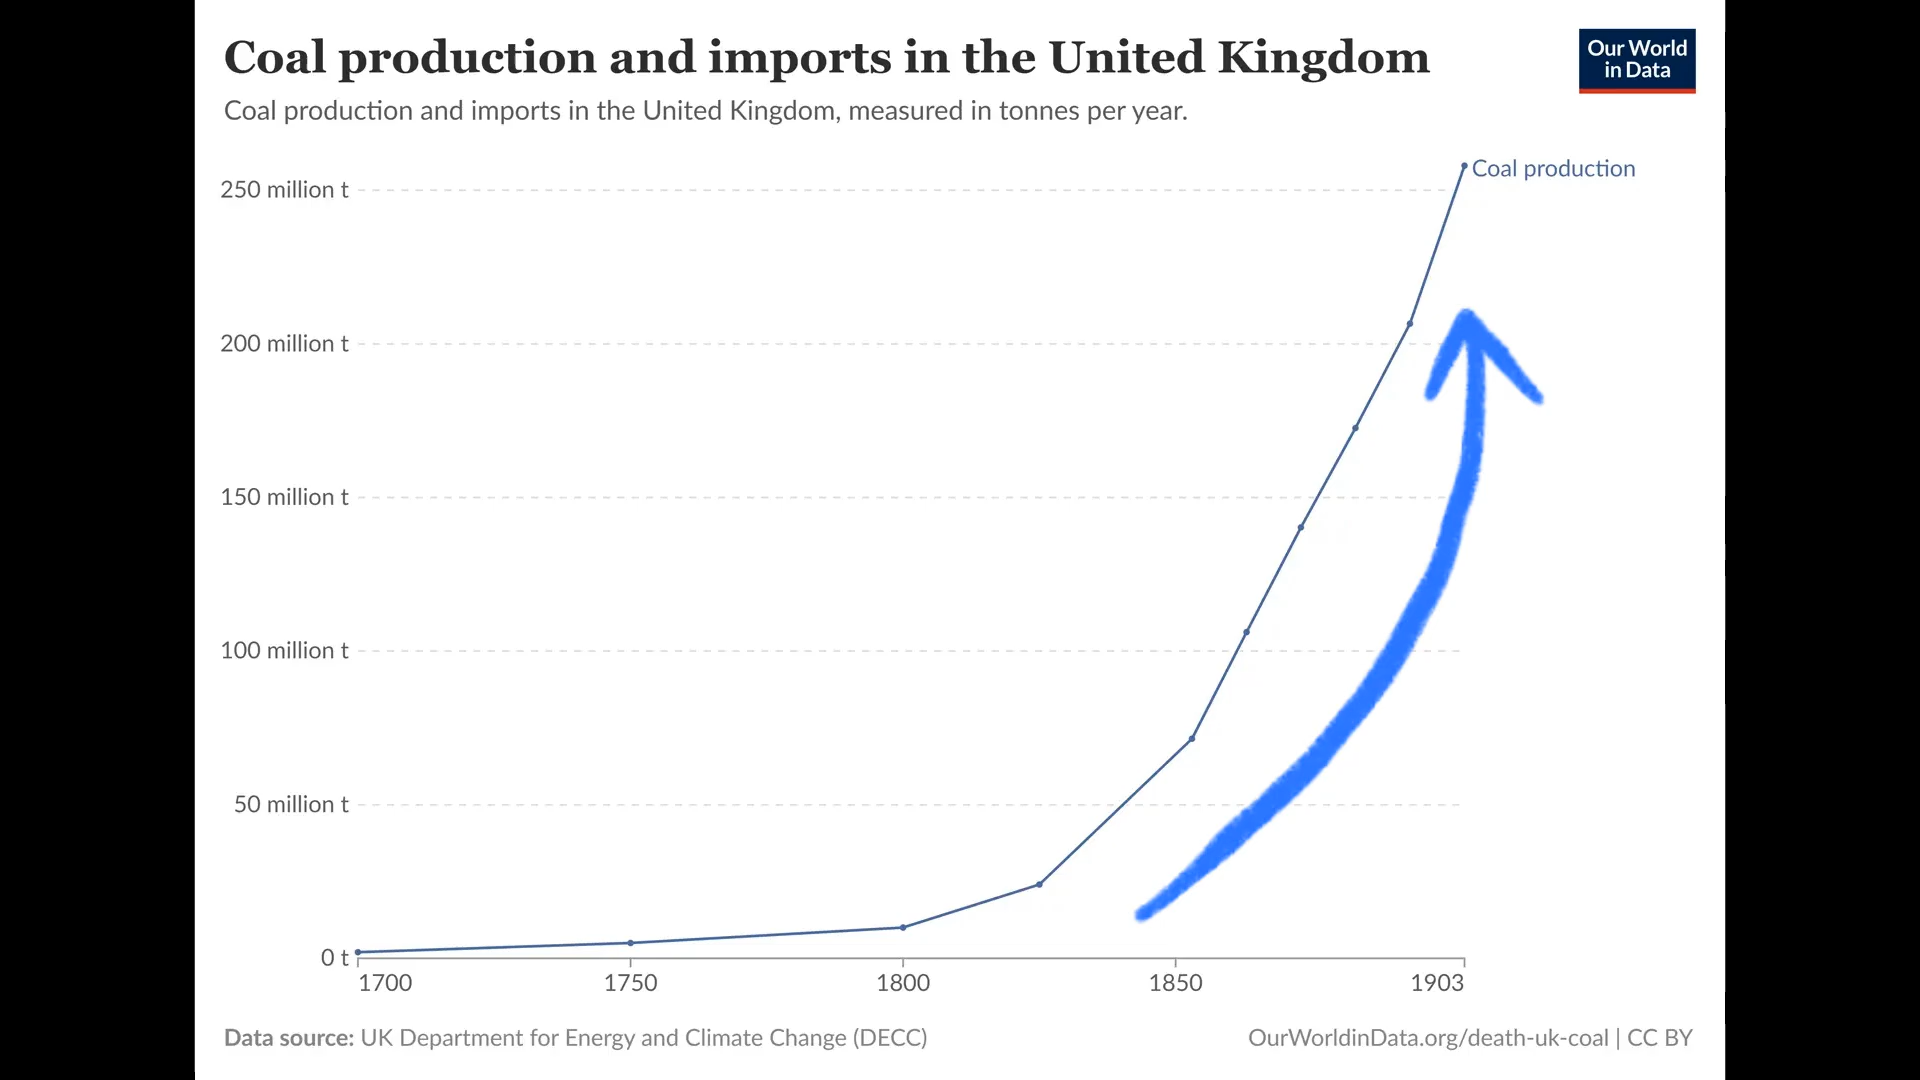 Coal production and imports in the United Kingdom
Our World
in Data
Coal production and imports in the United Kingdom, measured in tonnes per year.
Coal production
250 million t
200 million t
150 million t
100 million t
50 million t
0 t
1700
1750
1800
1850
1903
Data source: UK Department for Energy and Climate Change (DECC)
OurWorldinData.org/death-uk-coal | CC BY